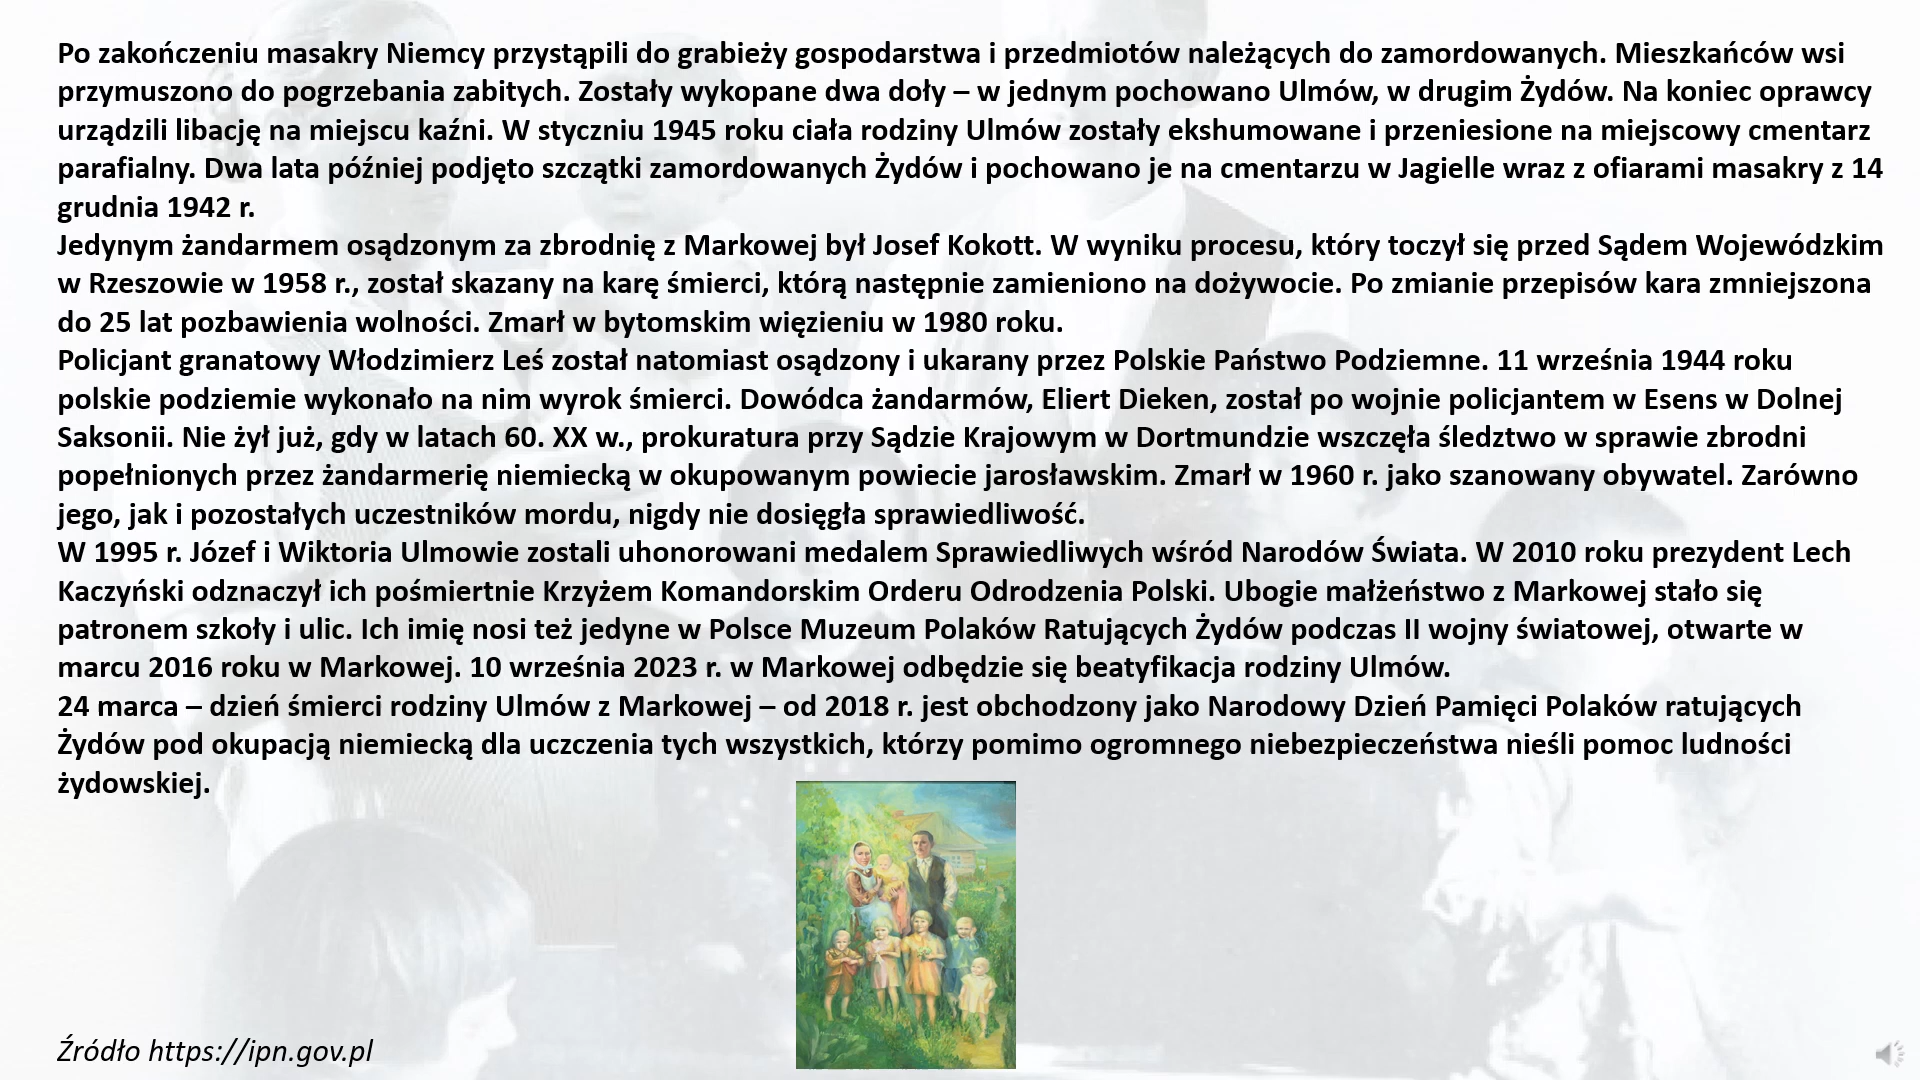 Po zakończeniu masakry Niemcy przystąpili do grabieży gospodarstwa i przedmiotów należących do zamordowanych. Mieszkańców wsi
przymuszono do pogrzebania zabitych. Zostały wykopane dwa doły – w jednym pochowano Ulmów, w drugim Żydów. Na koniec oprawcy
urządzili libację na miejscu kaźni. W styczniu 1945 roku ciała rodziny Ulmów zostały ekshumowane i przeniesione na miejscowy cmentarz
parafialny. Dwa lata później podjęto szczątki zamordowanych Żydów i pochowano je na cmentarzu w Jagielle wraz z ofiarami masakry z 14
grudnia 1942 r.
Jedynym żandarmem osądzonym za zbrodnię z Markowej był Josef Kokott. W wyniku procesu, który toczył się przed Sądem Wojewódzkim
w Rzeszowie w 1958 r., został skazany na karę śmierci, którą następnie zamieniono na dożywocie. Po zmianie przepisów kara zmniejszona
do 25 lat pozbawienia wolności. Zmarł w bytomskim więzieniu w 1980 roku.
Policjant granatowy Włodzimierz Leś został natomiast osądzony i ukarany przez Polskie Państwo Podziemne. 11 września 1944 roku
polskie podziemie wykonało na nim wyrok śmierci. Dowódca żandarmów, Eliert Dieken, został po wojnie policjantem w Esens w Dolnej
Saksonii. Nie żył już, gdy w latach 60. XX w., prokuratura przy Sądzie Krajowym w Dortmundzie wszczęła śledztwo w sprawie zbrodni
popełnionych przez żandarmerię niemiecką w okupowanym powiecie jarosławskim. Zmarł w 1960 r. jako szanowany obywatel. Zarówno
jego, jak i pozostałych uczestników mordu, nigdy nie dosięgła sprawiedliwość.
W 1995 r. Józef i Wiktoria Ulmowie zostali uhonorowani medalem Sprawiedliwych wśród Narodów Świata. W 2010 roku prezydent Lech
Kaczyński odznaczył ich pośmiertnie Krzyżem Komandorskim Orderu Odrodzenia Polski. Ubogie małżeństwo z Markowej stało się
patronem szkoły i ulic. Ich imię nosi też jedyne w Polsce Muzeum Polaków Ratujących Żydów podczas II wojny światowej, otwarte w
marcu 2016 roku w Markowej. 10 września 2023 r. w Markowej odbędzie się beatyfikacja rodziny Ulmów.
24 marca – dzień śmierci rodziny Ulmów z Markowej – od 2018 r. jest obchodzony jako Narodowy Dzień Pamięci Polaków ratujących
Żydów pod okupacją niemiecką dla uczczenia tych wszystkich, którzy pomimo ogromnego niebezpieczeństwa nieśli pomoc ludności
żydowskiej.
Źródło https://ipn.gov.pl